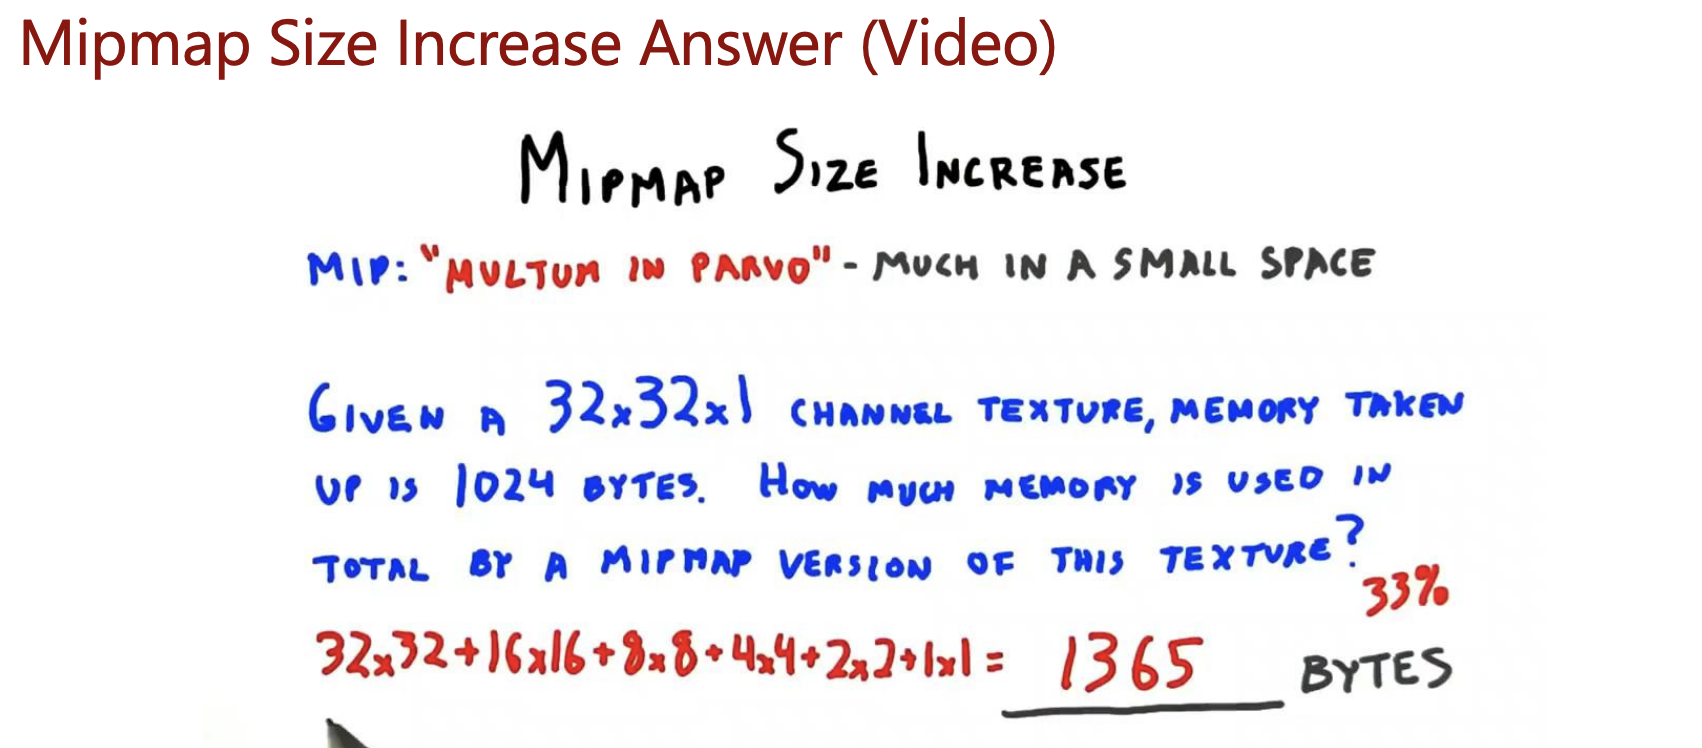 Mipmap Size Increase Answer (Video)
MIPMAP SIZE INCREASE
MIP: "MULTUM IN PARVO" - MUCH IN A SMALL SPACE
GIVEN A 32x32x1 CHANNEL TEXTURE, MEMORY TAKEN
UP IS 1024 BYTES. HOW MUCH MEMORY IS USED IN
TOTAL BY A MIPMAP VERSION OF THIS TEXTURE?
33%
32x32+16x16+8x8+4x4+2x2+1x1= 1365 BYTES